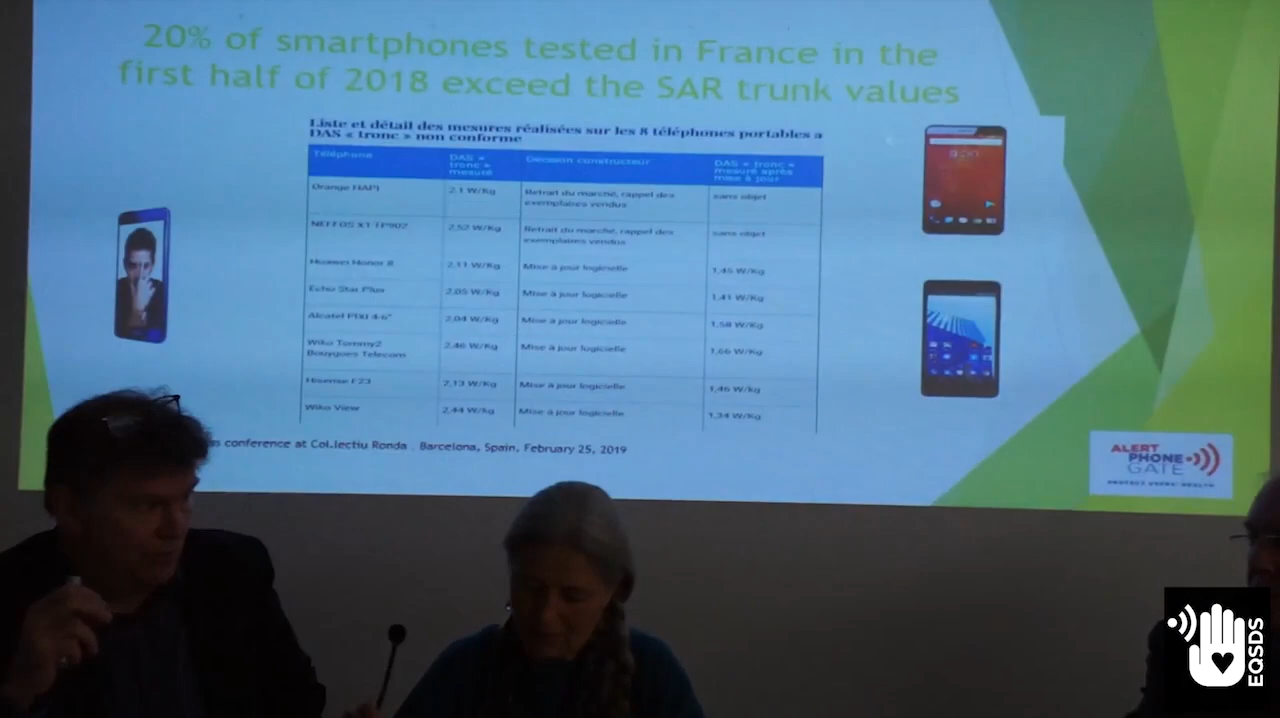 20% of smartphones tested in France in the
first half of 2018 exceed the SAR trunk values
Liste et détail des mesures réalisées sur les 8 téléphones portables a
DAS « tronc » non conforme
Téléphone
DAS «
tronc »
mesuré
Décision constructeur
DAS « tronc »
mesuré après
mise à jour
Orange HAPI
2,1 W/Kg
Retrait du marché, rappel des
exemplaires vendus
sans objet
NEFFOS X1 TP902
2,52 W/Kg
Retrait du marché, rappel des
exemplaires vendus
sans objet
Huawei Honor 8
2,11 W/Kg
Mise à jour logicielle
1,45 W/Kg
Echo Star Plus
2,05 W/Kg
Mise à jour logicielle
1,41 W/Kg
Alcatel PIXI 4-6"
2,04 W/Kg
Mise à jour logicielle
1,58 W/Kg
Wiko Tommy2
Bouygues Telecom
2,46 W/Kg
Mise à jour logicielle
1,66 W/Kg
Hisense F23
2,13 W/Kg
Mise à jour logicielle
1,46 W/kg
Wiko View
2,44 W/kg
Mise à jour logicielle
1,34 W/Kg
conference at Col.lectiu Ronda . Barcelona, Spain, February 25, 2019
ALERT
PHONE
GATE
PROTECT USERS' HEALTH
EQSDS